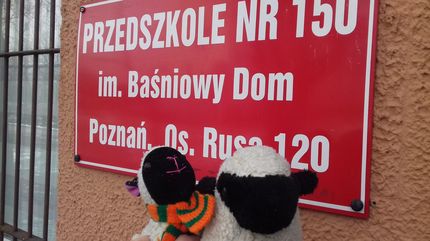 PRZEDSZKOLE NR 150
im. Baśniowy Dom
Poznań, Os. Rusa 120